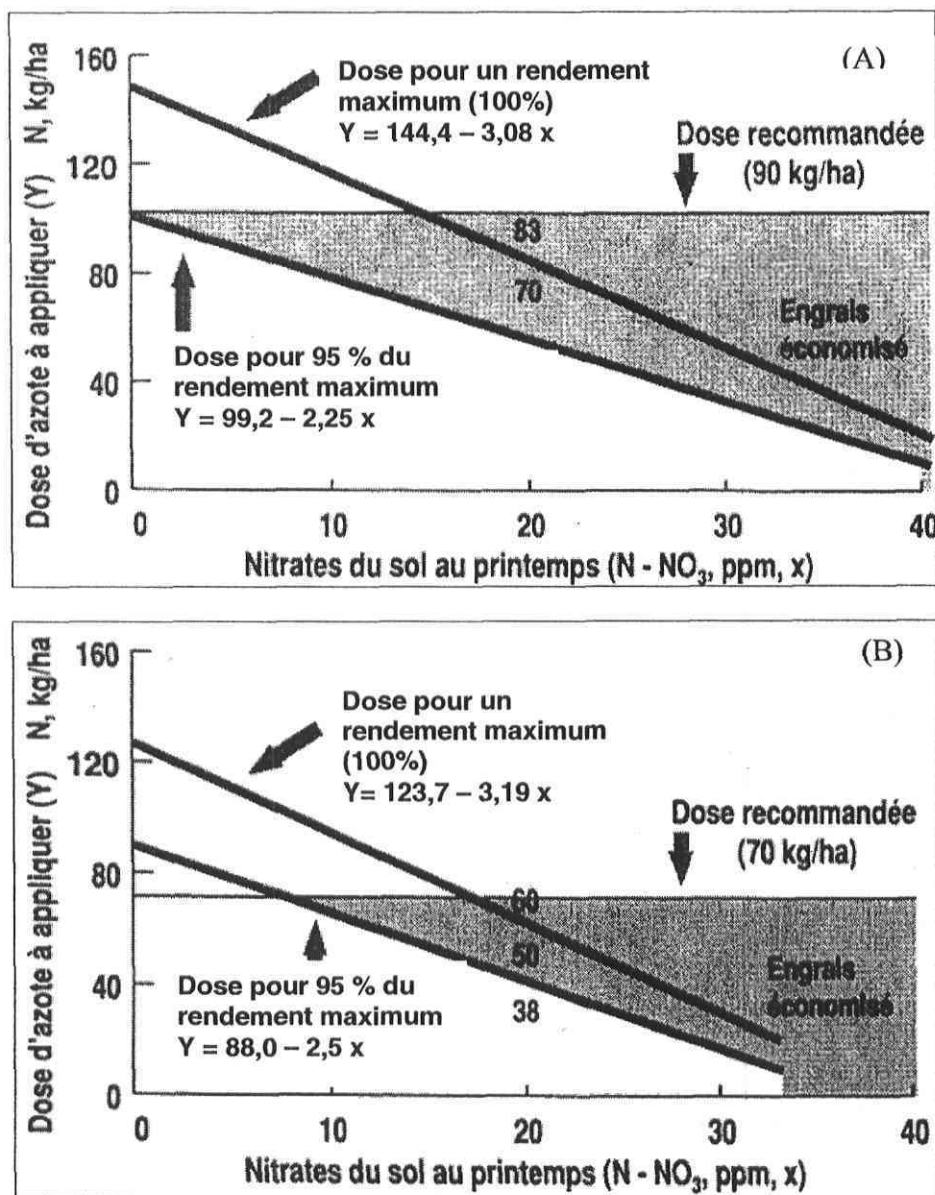 (A)
Dose d'azote à appliquer (Y) N, kg/ha
160
120
80
40
0
Dose pour un rendement
maximum (100%)
Y = 144,4 – 3,08 x
Dose recommandée
(90 kg/ha)
83
70
Engrais
économisé
Dose pour 95 % du
rendement maximum
Y = 99,2 – 2,25 x
0 10 20 30 40
Nitrates du sol au printemps (N - NO₃, ppm, x)
(B)
Dose d'azote à appliquer (Y) N, kg/ha
160
120
80
40
0
Dose pour un
rendement maximum
(100%)
Y= 123,7 – 3,19 x
Dose recommandée
(70 kg/ha)
60
50
38
Engrais
économisé
Dose pour 95 % du
rendement maximum
Y = 88,0 – 2,5 x
0 10 20 30 40
Nitrates du sol au printemps (N - NO₃, ppm, x)